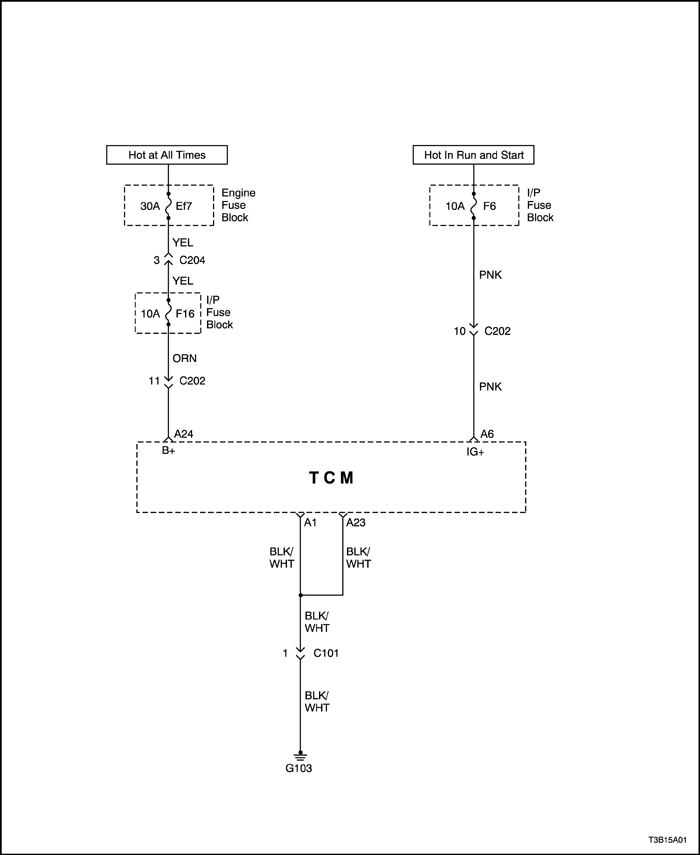 Hot at All Times
Hot In Run and Start
30A Ef7
Engine
Fuse
Block
10A F6
I/P
Fuse
Block
YEL
3 C204
YEL
PNK
10A F16
I/P
Fuse
Block
10 C202
ORN
11 C202
PNK
A24
A6
B+
IG+
TCM
A1
A23
BLK/
WHT
BLK/
WHT
BLK/
WHT
1 C101
BLK/
WHT
G103
T3B15A01